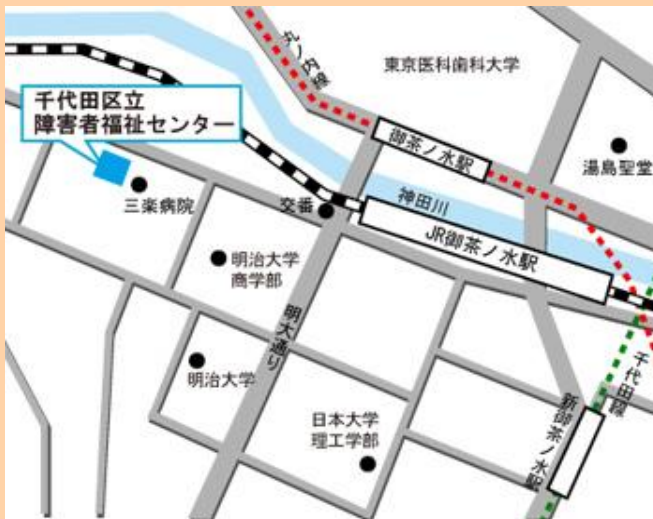 丸ノ内線
東京医科歯科大学
千代田区立
障害者福祉センター
御茶ノ水駅
湯島聖堂
三楽病院
交番
神田川
JR御茶ノ水駅
明治大学
商学部
明大通り
明治大学
千代田線
日本大学
理工学部
新御茶ノ水駅